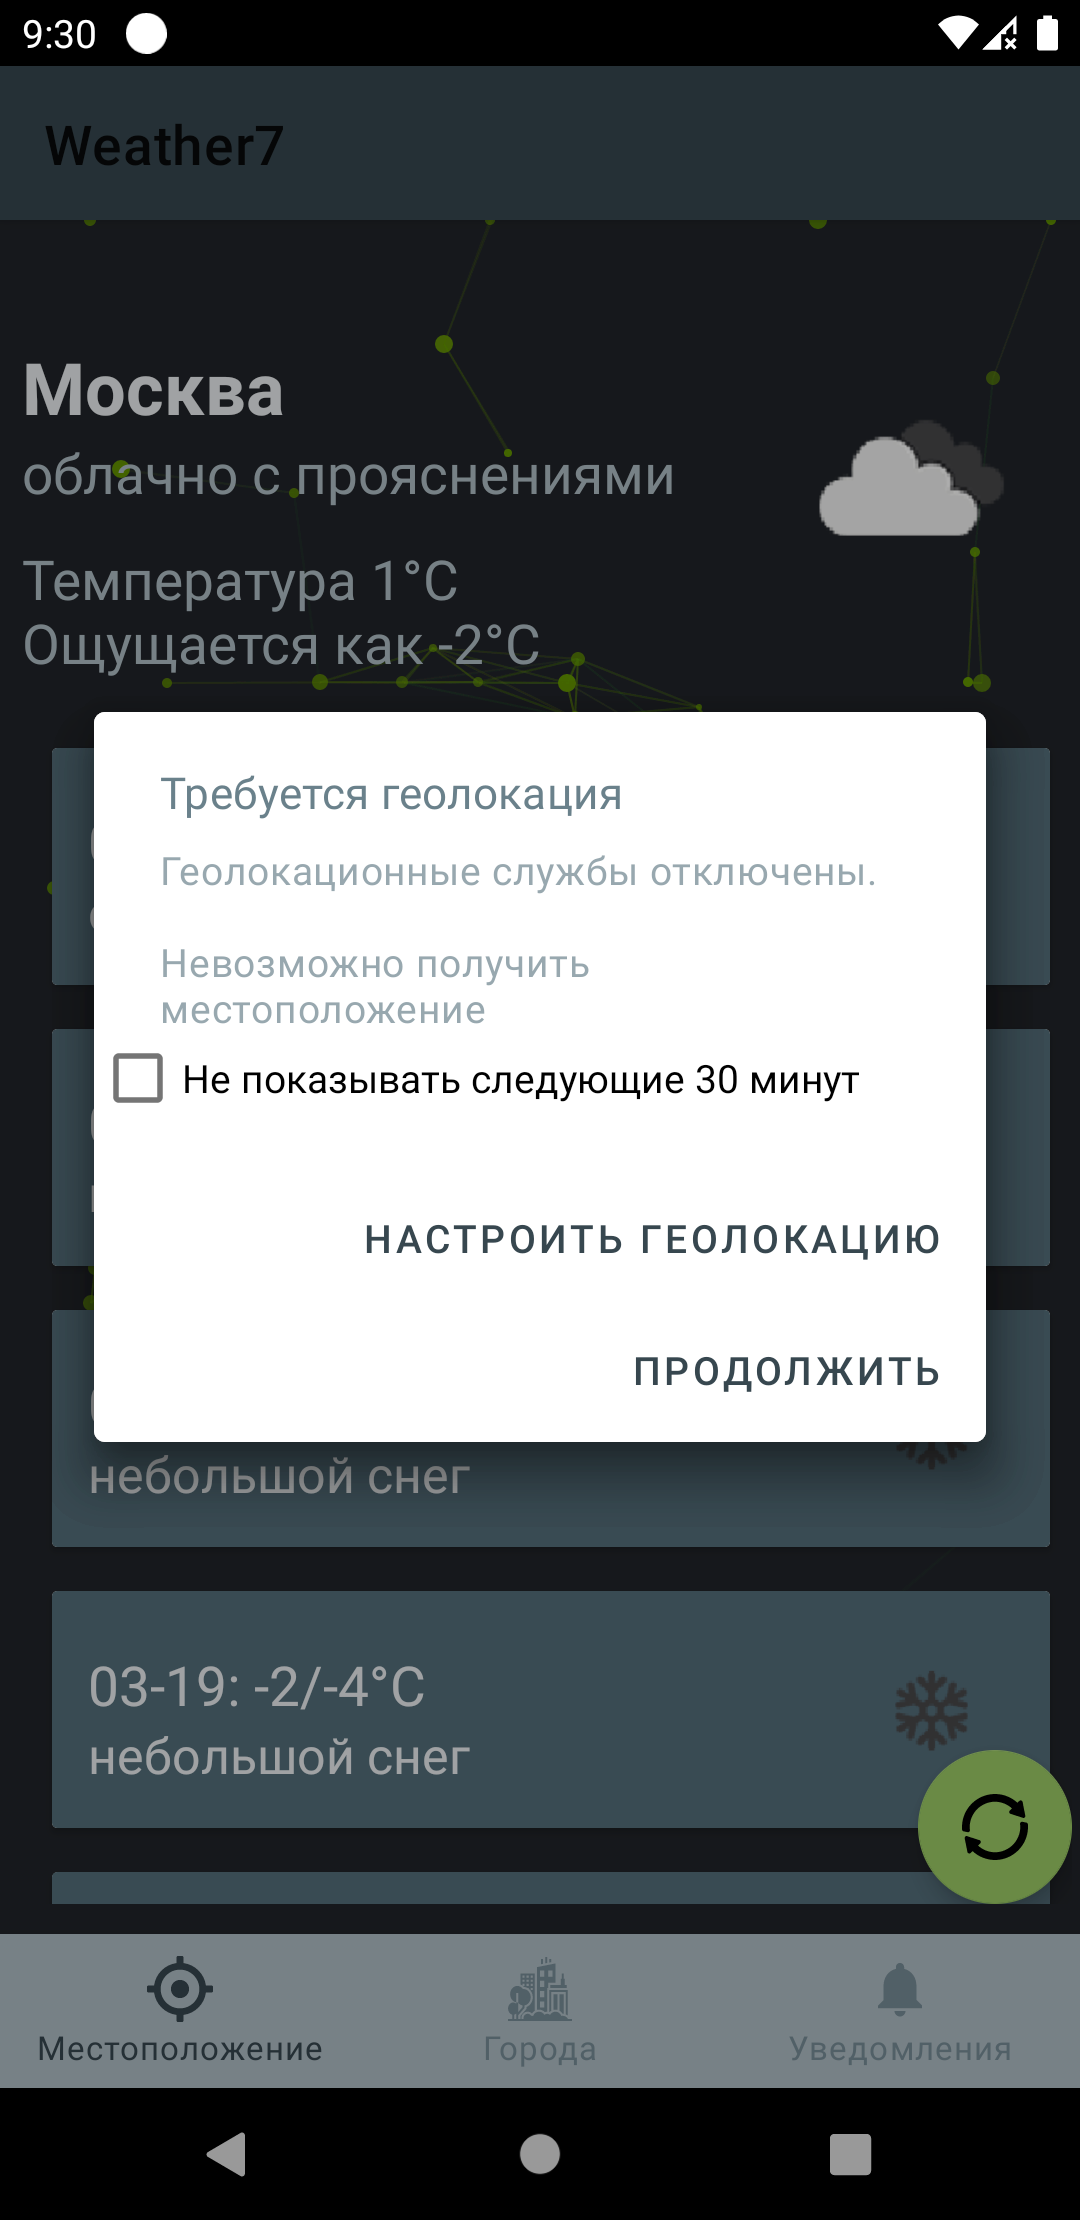 9:30
Weather7
Москва
облачно с прояснениями
Температура 1°C
Ощущается как -2°C
Требуется геолокация
Геолокационные службы отключены.
Невозможно получить
местоположение
Не показывать следующие 30 минут
НАСТРОИТЬ ГЕОЛОКАЦИЮ
ПРОДОЛЖИТЬ
небольшой снег
03-19: -2/-4°C
небольшой снег
Местоположение
Города
Уведомления